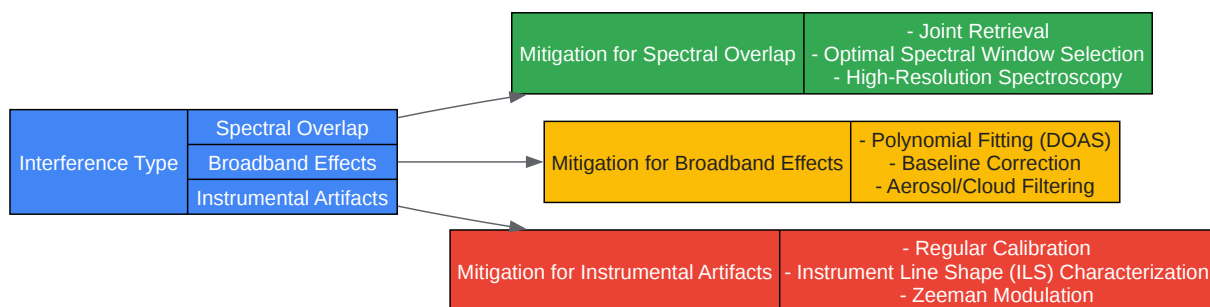 Interference Type
Spectral Overlap
Broadband Effects
Instrumental Artifacts
Mitigation for Spectral Overlap
- Joint Retrieval
- Optimal Spectral Window Selection
- High-Resolution Spectroscopy
Mitigation for Broadband Effects
- Polynomial Fitting (DOAS)
- Baseline Correction
- Aerosol/Cloud Filtering
Mitigation for Instrumental Artifacts
- Regular Calibration
- Instrument Line Shape (ILS) Characterization
- Zeeman Modulation